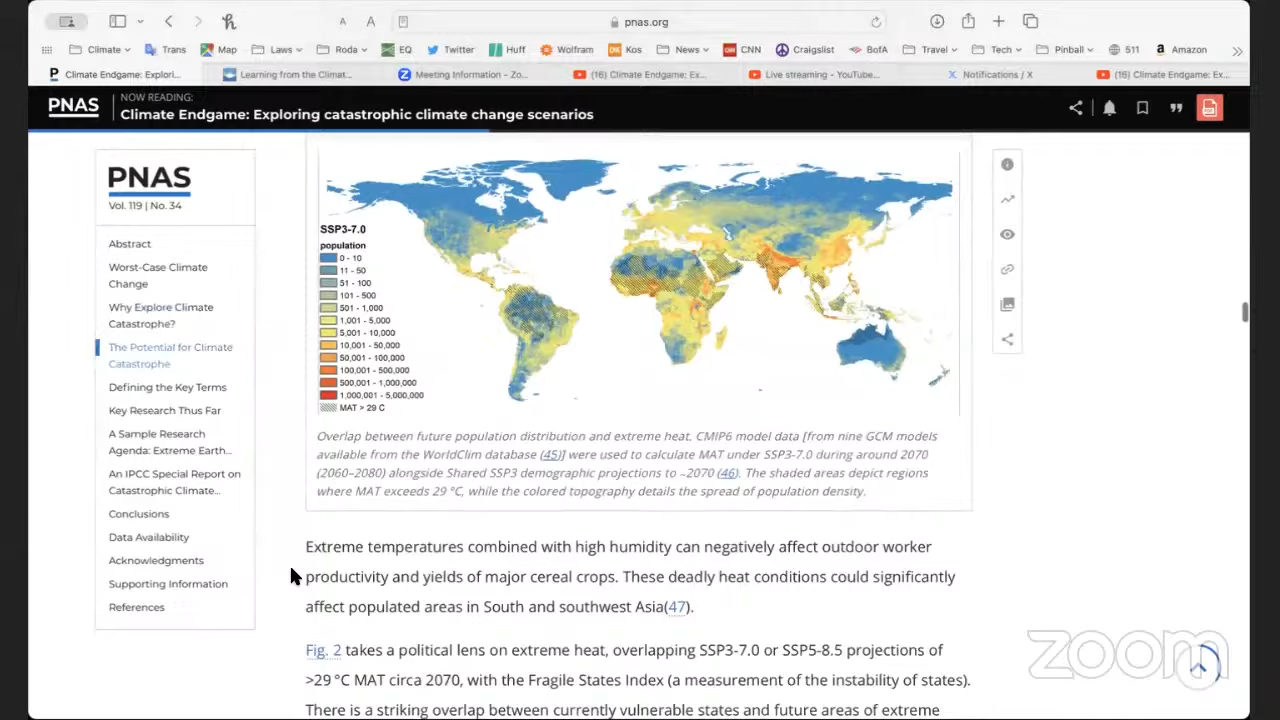 A A pnas.org
Climate Trans Map Laws Roda EQ Twitter Huff Wolfram Kos News CNN Craigslist BofA Travel Tech Pinball 511 Amazon
Climate Endgame: Explori... Learning from the Climat... Meeting Information - Zo... (16) Climate Endgame: Ex... Live streaming - YouTube... Notifications / X (16) Climate Endgame: Ex...
PNAS
NOW READING:
Climate Endgame: Exploring catastrophic climate change scenarios
PNAS
Vol. 119 | No. 34
Abstract
Worst-Case Climate
Change
Why Explore Climate
Catastrophe?
The Potential for Climate
Catastrophe
Defining the Key Terms
Key Research Thus Far
A Sample Research
Agenda: Extreme Earth...
An IPCC Special Report on
Catastrophic Climate...
Conclusions
Data Availability
Acknowledgments
Supporting Information
References
SSP3-7.0
population
0 - 10
11 - 50
51 - 100
101 - 500
501 - 1,000
1,001 - 5,000
5,001 - 10,000
10,001 - 50,000
50,001 - 100,000
100,001 - 500,000
500,001 - 1,000,000
1,000,001 - 5,000,000
MAT > 29 C
Overlap between future population distribution and extreme heat. CMIP6 model data [from nine GCM models
available from the WorldClim database (45)] were used to calculate MAT under SSP3-7.0 during around 2070
(2060–2080) alongside Shared SSP3 demographic projections to ~2070 (46). The shaded areas depict regions
where MAT exceeds 29 °C, while the colored topography details the spread of population density.
Extreme temperatures combined with high humidity can negatively affect outdoor worker
productivity and yields of major cereal crops. These deadly heat conditions could significantly
affect populated areas in South and southwest Asia(47).
Fig. 2 takes a political lens on extreme heat, overlapping SSP3-7.0 or SSP5-8.5 projections of
>29 °C MAT circa 2070, with the Fragile States Index (a measurement of the instability of states).
There is a striking overlap between currently vulnerable states and future areas of extreme
zoom